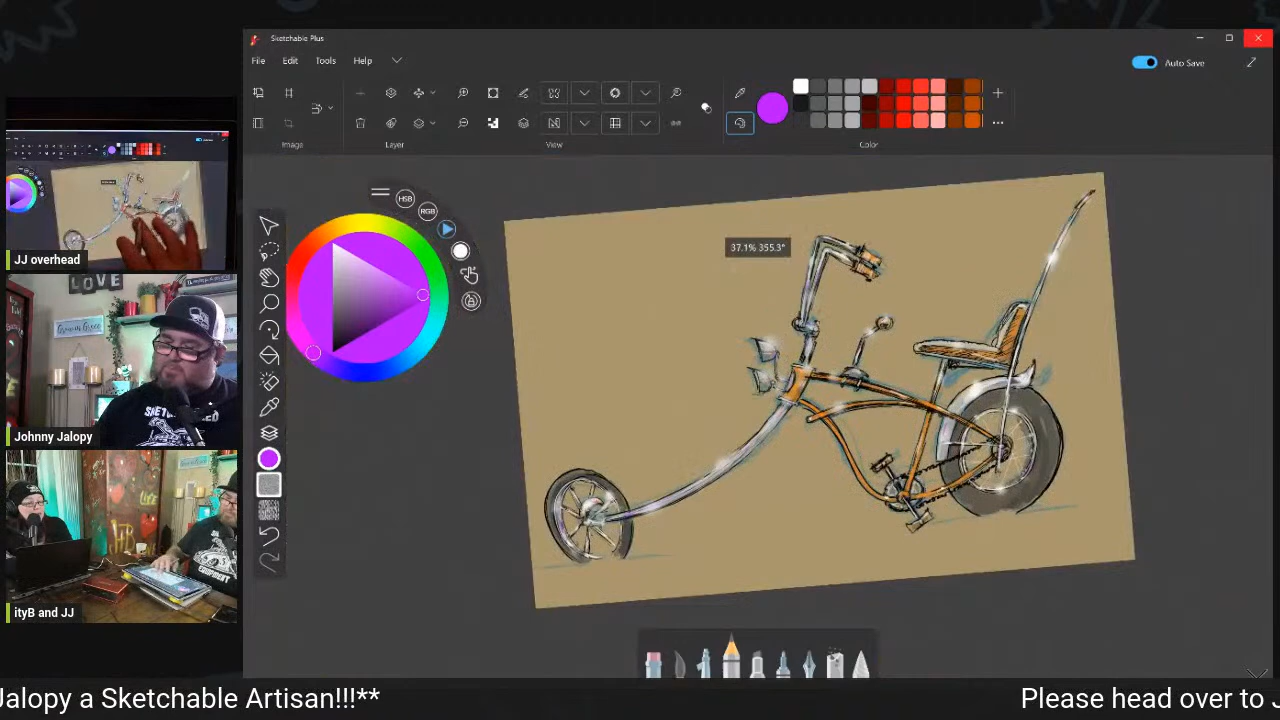 Sketchable Plus
File Edit Tools Help
Auto Save
Image Layer View Color
HSB
RGB
37.1% 355.3°
JJ overhead
LOVE
Johnny Jalopy
ityB and JJ
Jalopy a Sketchable Artisan!!!** Please head over to J